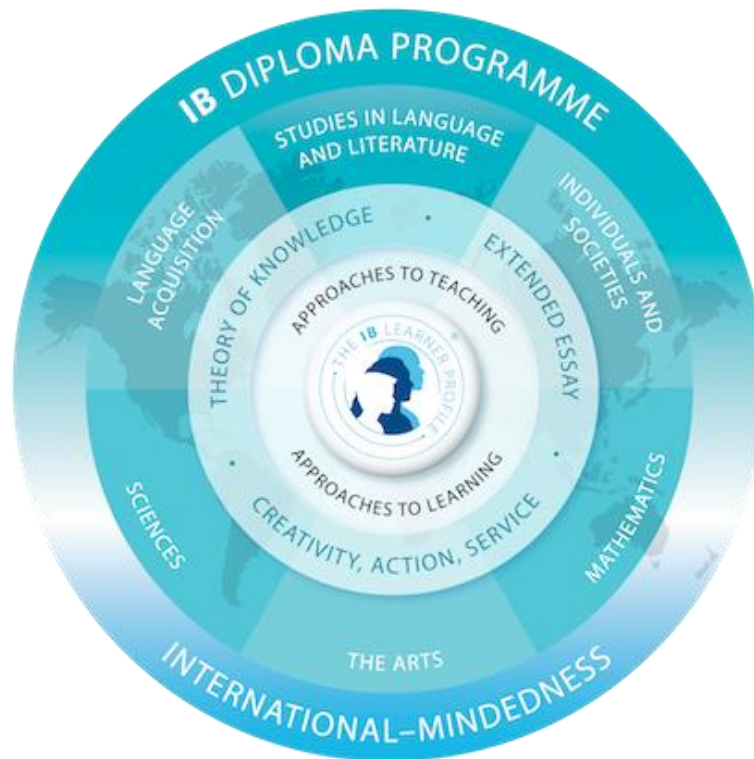 IB DIPLOMA PROGRAMME
STUDIES IN LANGUAGE
AND LITERATURE
LANGUAGE
ACQUISITION
INDIVIDUALS AND
SOCIETIES
THEORY OF KNOWLEDGE
•
EXTENDED ESSAY
APPROACHES TO TEACHING
THE IB LEARNER PROFILE
®
APPROACHES TO LEARNING
•
CREATIVITY, ACTION, SERVICE
•
SCIENCES
MATHEMATICS
THE ARTS
INTERNATIONAL–MINDEDNESS